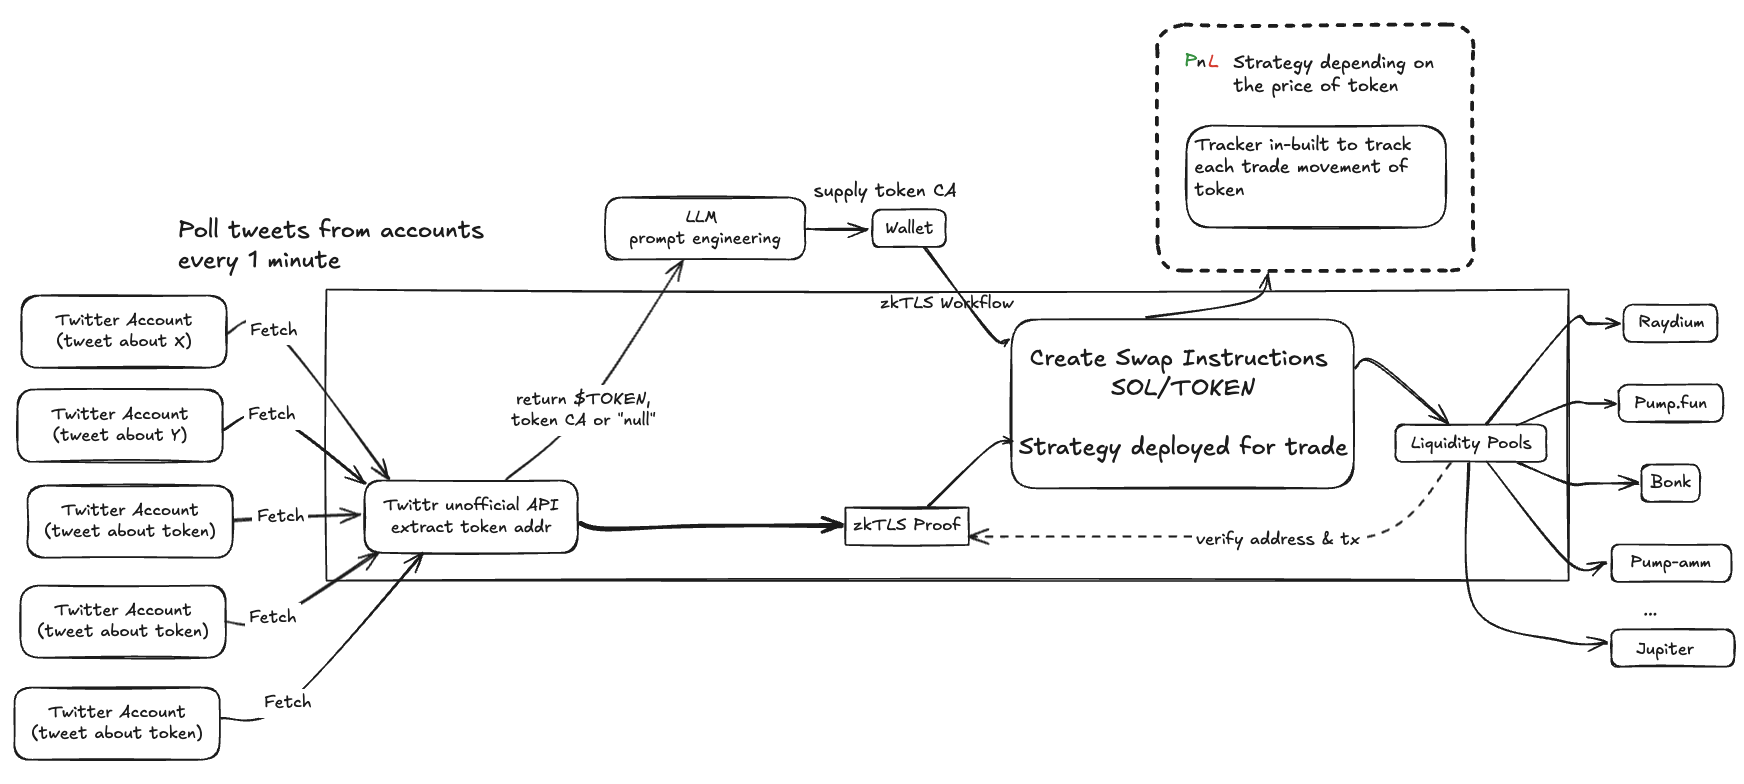 PnL Strategy depending on
the price of token
Tracker in-built to track
each trade movement of
token
supply token CA
LLM
prompt engineering
Wallet
Poll tweets from accounts
every 1 minute
zkTLS Workflow
Twitter Account
(tweet about X)
Fetch
Twitter Account
(tweet about Y)
Fetch
Twitter Account
(tweet about token)
Fetch
Twitter Account
(tweet about token)
Fetch
Twitter Account
(tweet about token)
Fetch
return $TOKEN,
token CA or "null"
Twittr unofficial API
extract token addr
zkTLS Proof
Create Swap Instructions
SOL/TOKEN
Strategy deployed for trade
verify address & tx
Liquidity Pools
Raydium
Pump.fun
Bonk
Pump-amm
...
Jupiter